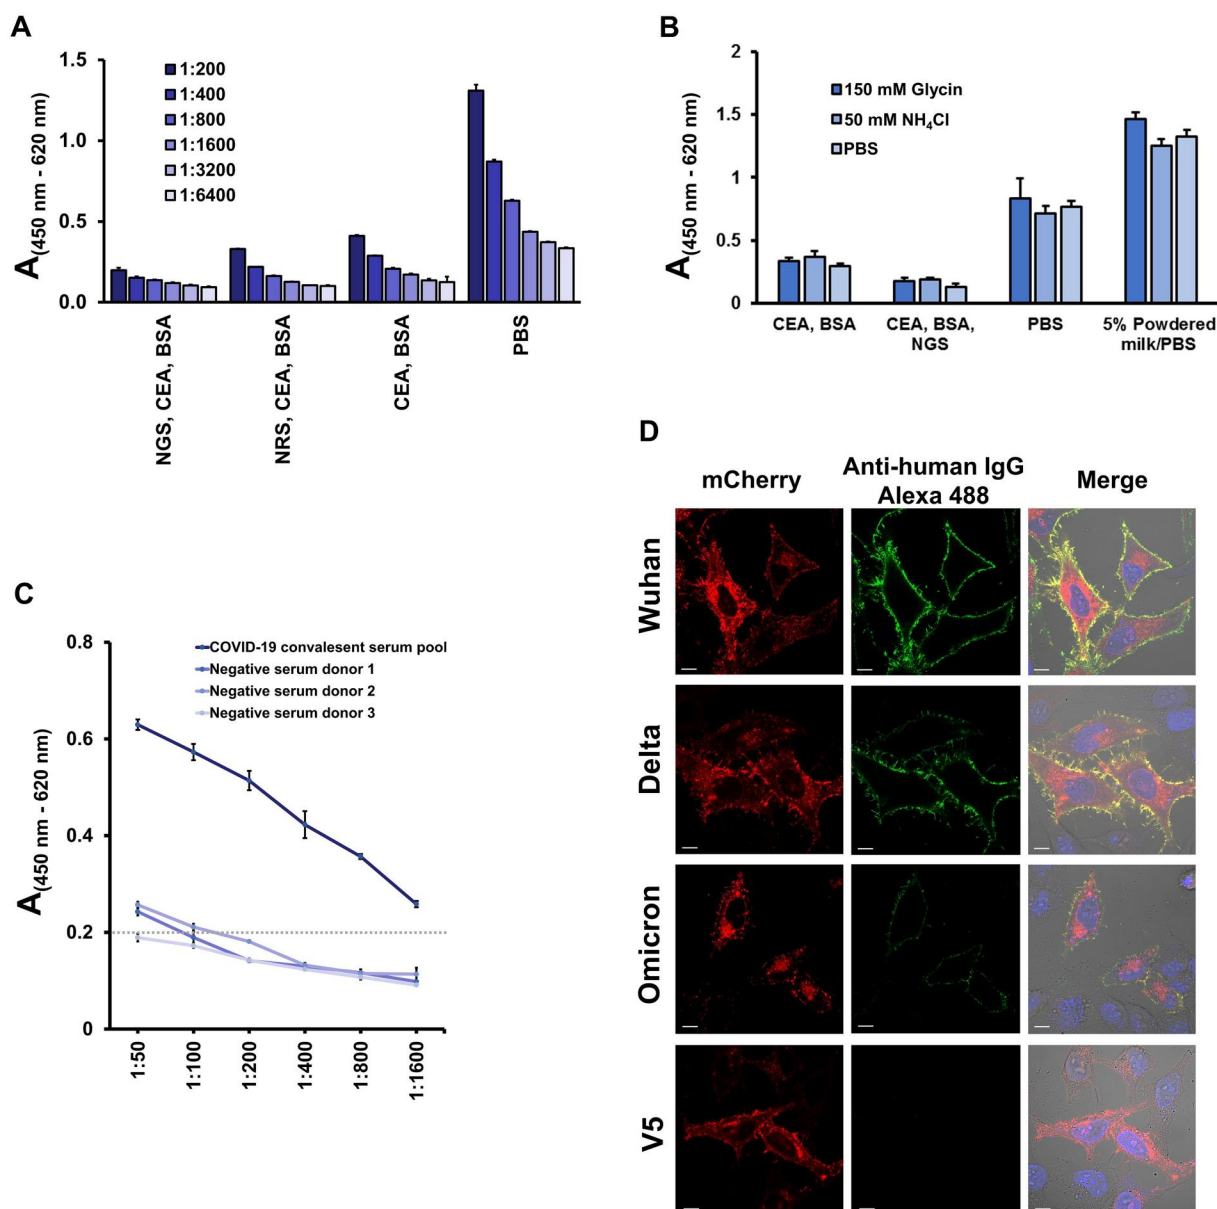 A
1.5
1.0
0.5
0.0
A(450 nm - 620 nm)
1:200
1:400
1:800
1:1600
1:3200
1:6400
NGS, CEA, BSA
NRS, CEA, BSA
CEA, BSA
PBS
B
2
1.5
1
0.5
0
A(450 nm - 620 nm)
150 mM Glycin
50 mM NH₄Cl
PBS
CEA, BSA
CEA, BSA,
NGS
PBS
5% Powdered
milk/PBS
C
0.8
0.6
0.4
0.2
0
A(450 nm - 620 nm)
COVID-19 convalesent serum pool
Negative serum donor 1
Negative serum donor 2
Negative serum donor 3
1:50
1:100
1:200
1:400
1:800
1:1600
D
mCherry
Anti-human IgG
Alexa 488
Merge
Wuhan
Delta
Omicron
V5